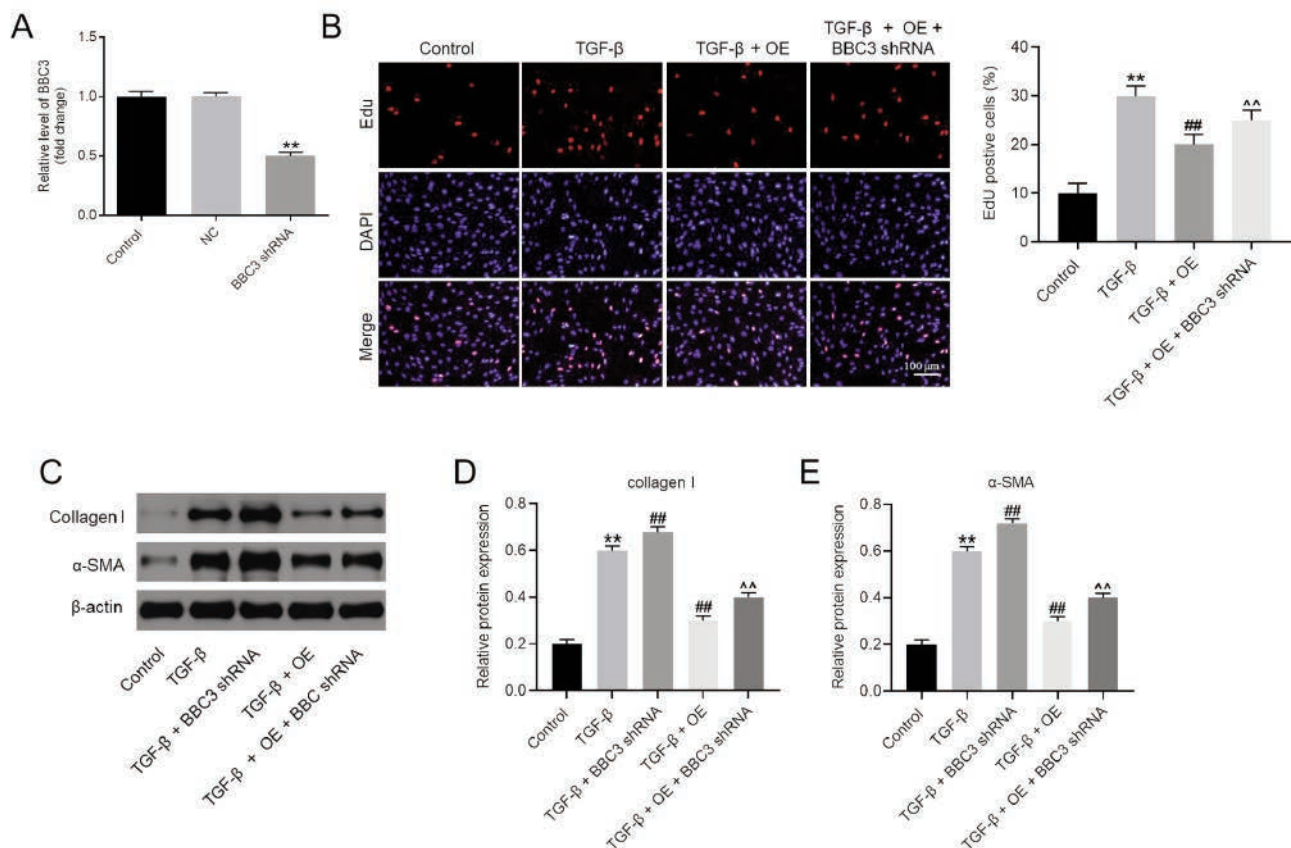 A
Relative level of BBC3
(fold change)
1.5
1.0
0.5
0.0
**
Control
NC
BBC3 shRNA
B
Control
TGF-β
TGF-β + OE
TGF-β + OE +
BBC3 shRNA
Edu
DAPI
Merge
100 μm
EdU postive cells (%)
40
30
20
10
0
**
##
^^
Control
TGF-β
TGF-β + OE
TGF-β + OE + BBC3 shRNA
C
Collagen I
α-SMA
β-actin
Control
TGF-β
TGF-β + BBC3 shRNA
TGF-β + OE
TGF-β + OE + BBC shRNA
D
collagen I
Relative protein expression
0.8
0.6
0.4
0.2
0.0
**
##
##
^^
Control
TGF-β
TGF-β + BBC3 shRNA
TGF-β + OE
TGF-β + OE + BBC3 shRNA
E
α-SMA
Relative protein expression
0.8
0.6
0.4
0.2
0.0
**
##
##
^^
Control
TGF-β
TGF-β + BBC3 shRNA
TGF-β + OE
TGF-β + OE + BBC3 shRNA